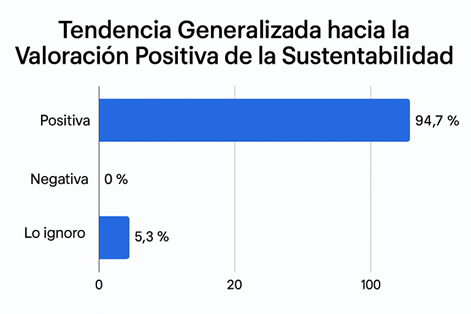 Tendencia Generalizada hacia la
Valoración Positiva de la Sustentabilidad
Positiva 94,7 %
Negativa 0 %
Lo ignoro 5,3 %
0 20 100